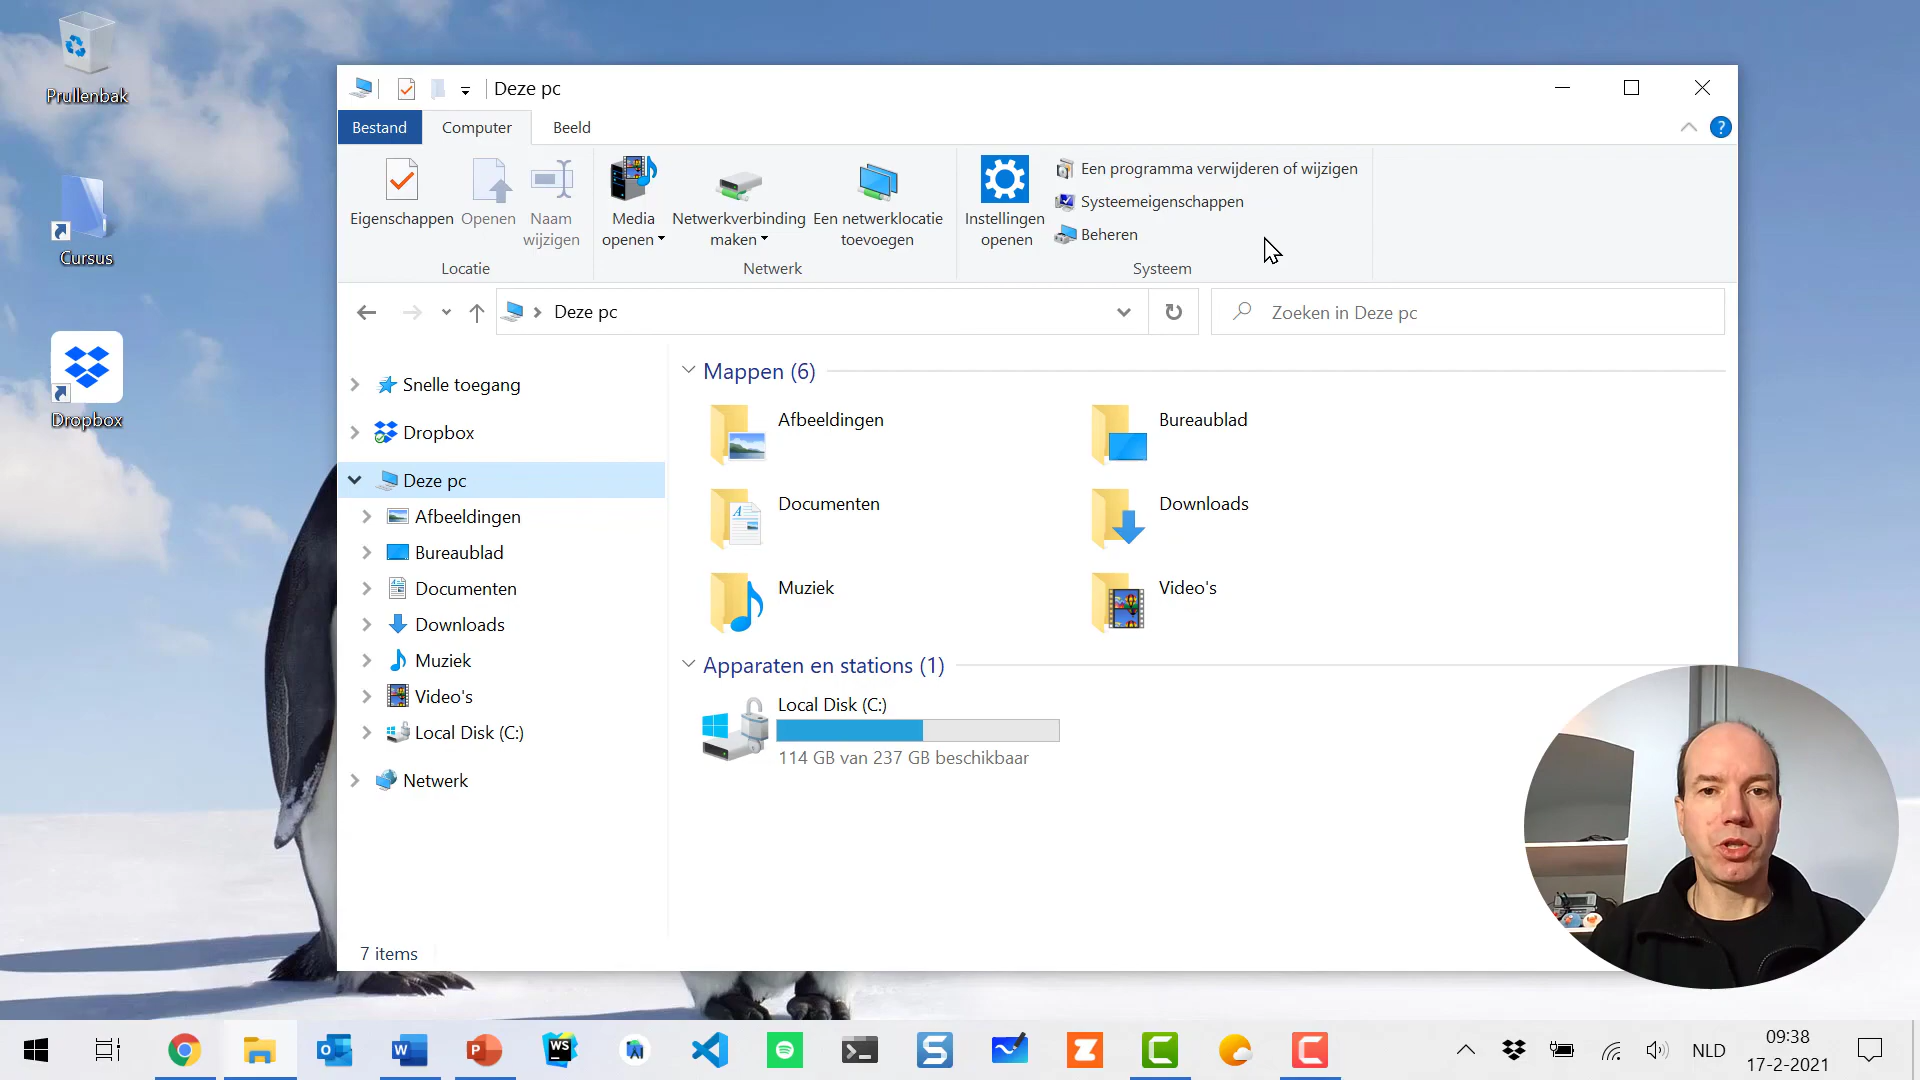 Prullenbak
Cursus
Dropbox
Deze pc
Bestand Computer Beeld
?
Eigenschappen
Openen
Naam
wijzigen
Locatie
Media
openen
Netwerkverbinding
maken
Een netwerklocatie
toevoegen
Netwerk
Instellingen
openen
Een programma verwijderen of wijzigen
Systeemeigenschappen
Beheren
Systeem
Deze pc
Zoeken in Deze pc
Snelle toegang
Dropbox
Deze pc
Afbeeldingen
Bureaublad
Documenten
Downloads
Muziek
Video's
Local Disk (C:)
Netwerk
Mappen (6)
Afbeeldingen
Bureaublad
Documenten
Downloads
Muziek
Video's
Apparaten en stations (1)
Local Disk (C:)
114 GB van 237 GB beschikbaar
7 items
NLD
09:38
17-2-2021